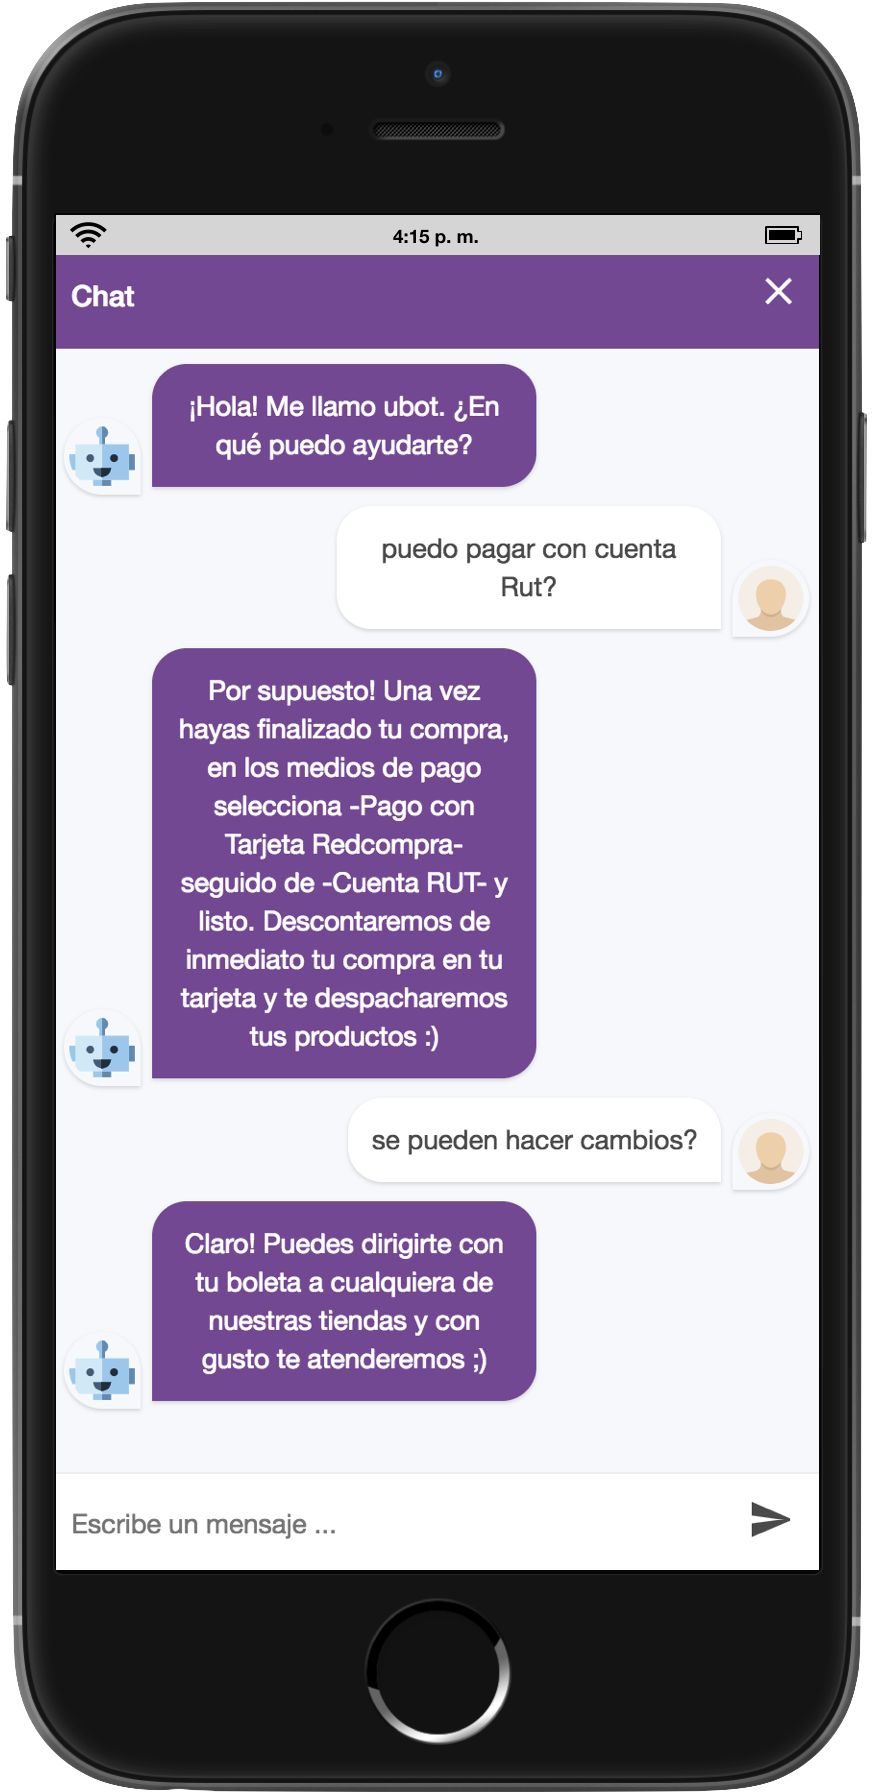 4:15 p. m.
Chat
¡Hola! Me llamo ubot. ¿En
qué puedo ayudarte?
puedo pagar con cuenta
Rut?
Por supuesto! Una vez
hayas finalizado tu compra,
en los medios de pago
selecciona -Pago con
Tarjeta Redcompra-
seguido de -Cuenta RUT- y
listo. Descontaremos de
inmediato tu compra en tu
tarjeta y te despacharemos
tus productos :)
se pueden hacer cambios?
Claro! Puedes dirigirte con
tu boleta a cualquiera de
nuestras tiendas y con
gusto te atenderemos ;)
Escribe un mensaje ...